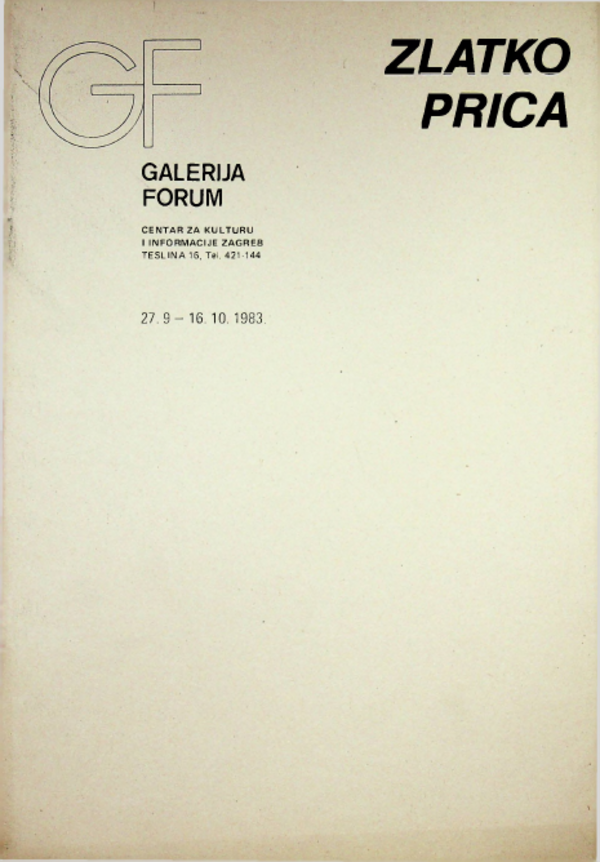 GF
ZLATKO
PRICA
GALERIJA
FORUM
CENTAR ZA KULTURU
I INFORMACIJE ZAGREB
TESLINA 16, Tel. 421-144
27. 9 — 16. 10. 1983.